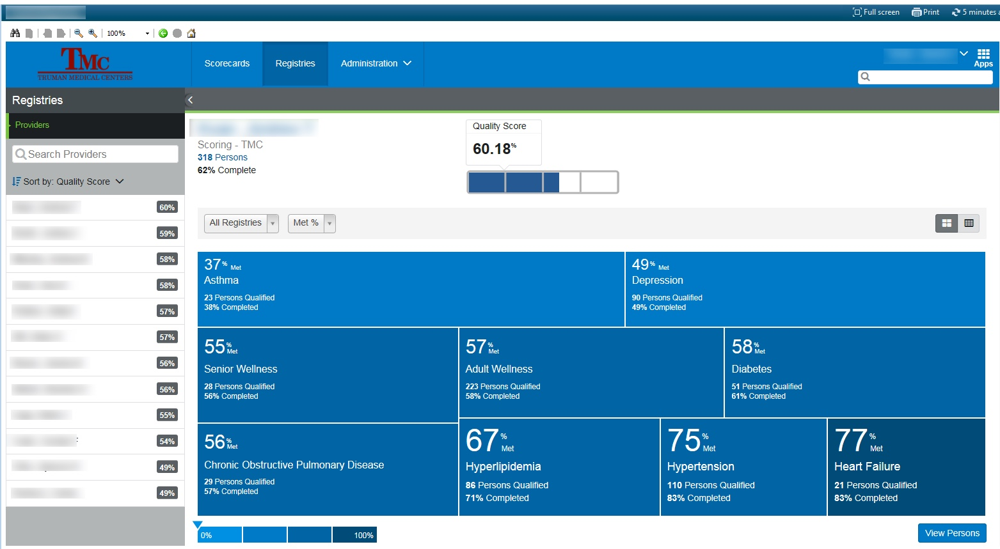 Full screen
Print
5 minutes a
100%
TMC
TRUMAN MEDICAL CENTERS
Scorecards
Registries
Administration
Apps
Registries
Providers
Search Providers
Sort by: Quality Score
60%
59%
58%
58%
57%
57%
56%
56%
55%
54%
49%
49%
Scoring - TMC
318 Persons
62% Complete
Quality Score
60.18%
All Registries
Met %
37% Met
Asthma
23 Persons Qualified
38% Completed
49% Met
Depression
90 Persons Qualified
49% Completed
55% Met
Senior Wellness
28 Persons Qualified
56% Completed
57% Met
Adult Wellness
223 Persons Qualified
58% Completed
58% Met
Diabetes
51 Persons Qualified
61% Completed
56% Met
Chronic Obstructive Pulmonary Disease
29 Persons Qualified
57% Completed
67% Met
Hyperlipidemia
86 Persons Qualified
71% Completed
75% Met
Hypertension
110 Persons Qualified
83% Completed
77% Met
Heart Failure
21 Persons Qualified
83% Completed
0%
100%
View Persons